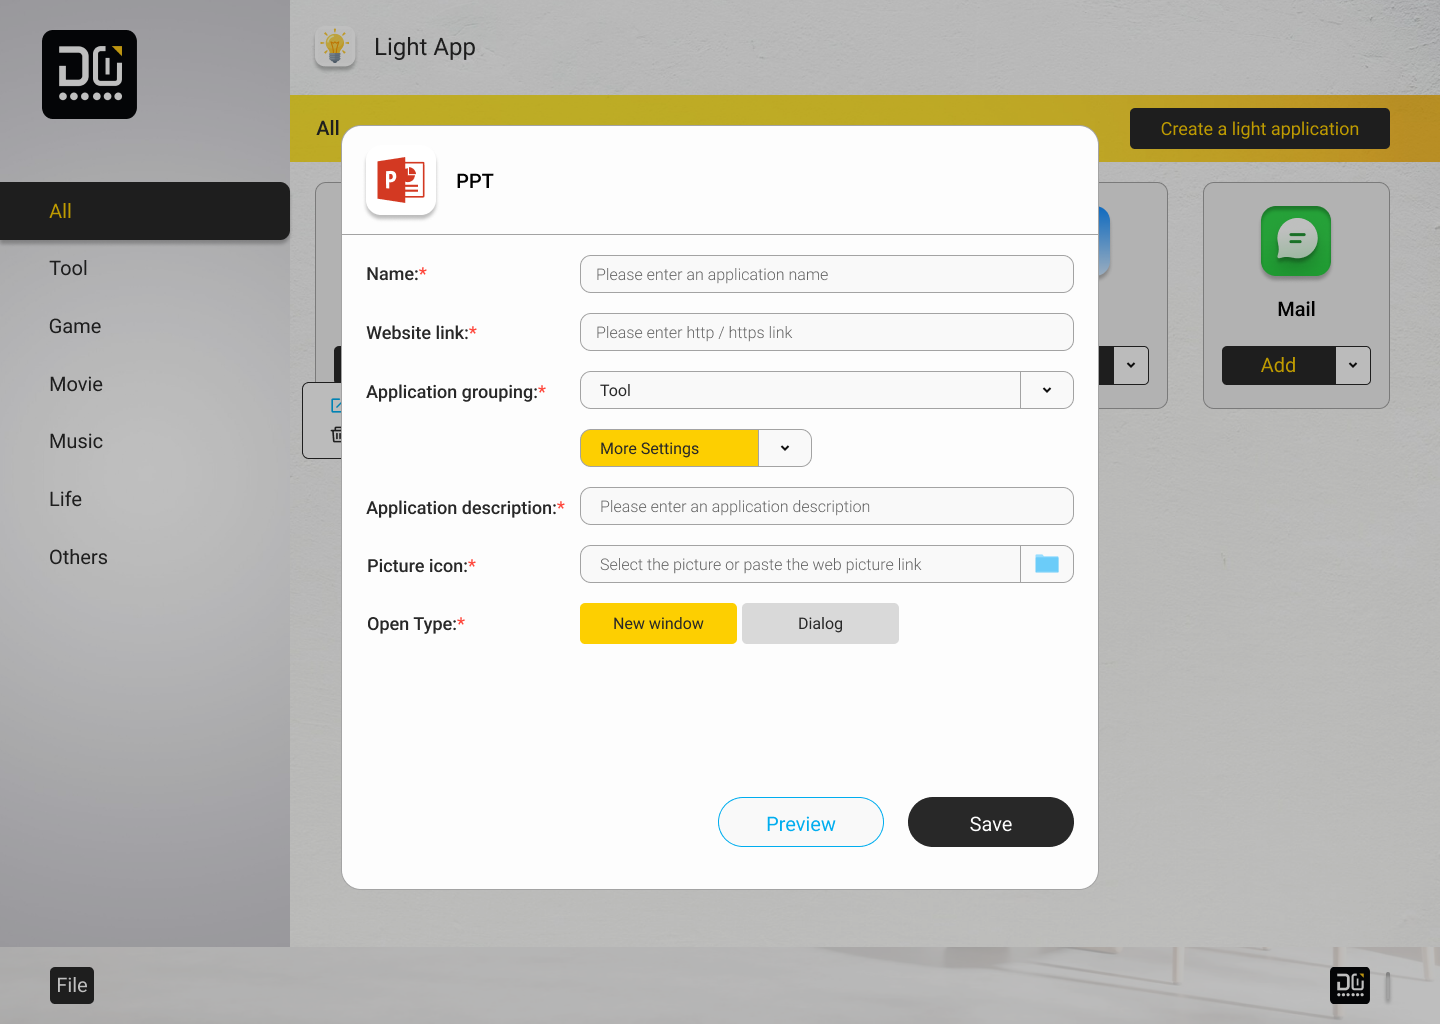 Light App
All
Create a light application
All
Tool
Game
Movie
Music
Life
Others
Mail
Add
P
PPT
Name:*
Please enter an application name
Website link:*
Please enter http / https link
Application grouping:*
Tool
More Settings
Application description:*
Please enter an application description
Picture icon:*
Select the picture or paste the web picture link
Open Type:*
New window
Dialog
Preview
Save
File